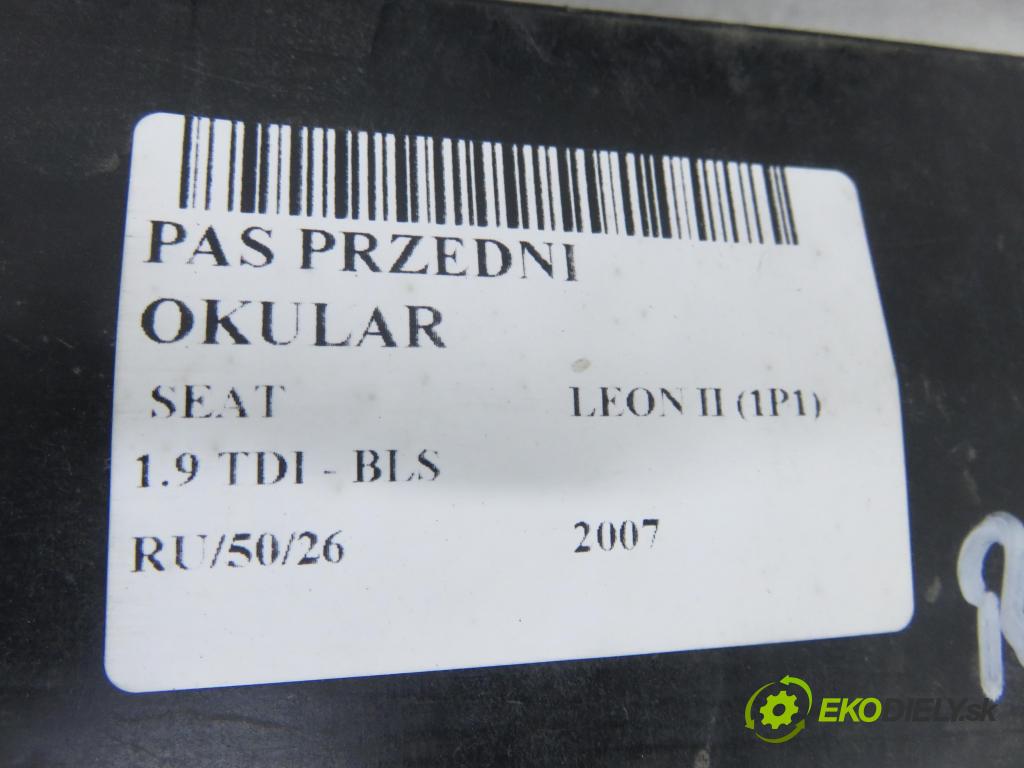 PAS PRZEDNI
OKULAR
SEAT LEON II (1P1)
1.9 TDI - BLS
RU/50/26 2007
EKODIELY.sk